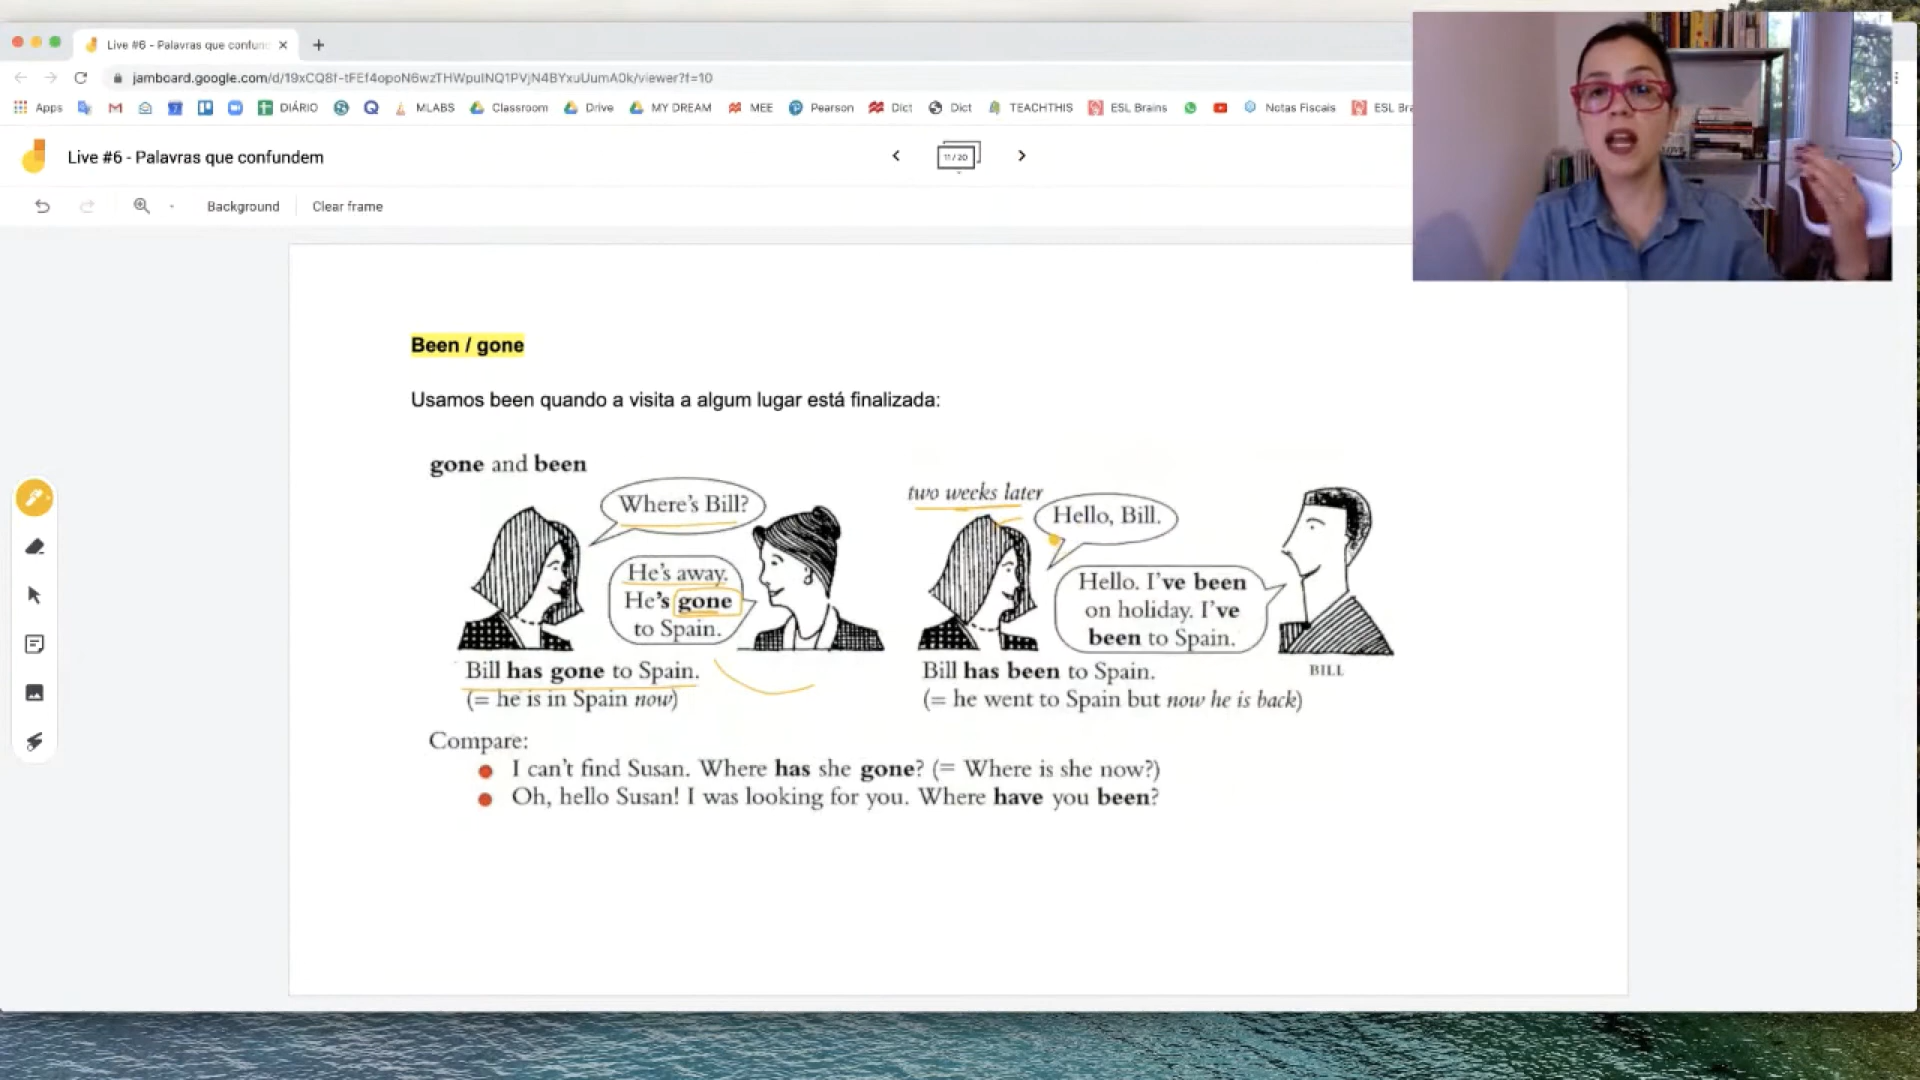 Live #6 - Palavras que confun
jamboard.google.com/d/19xCQ8f-tFEf4opoN6wzTHWpuINQ1PVjN4BYxuUumA0k/viewer?f=10
Apps DIÁRIO MLABS Classroom Drive MY DREAM MEE Pearson Dict Dict TEACHTHIS ESL Brains Notas Fiscais ESL Bra
Live #6 - Palavras que confundem
11 / 20
Background Clear frame
Been / gone
Usamos been quando a visita a algum lugar está finalizada:
gone and been
Where's Bill?
He's away.
He's gone
to Spain.
Bill has gone to Spain.
(= he is in Spain now)
two weeks later
Hello, Bill.
Hello. I've been
on holiday. I've
been to Spain.
BILL
Bill has been to Spain.
(= he went to Spain but now he is back)
Compare:
I can't find Susan. Where has she gone? (= Where is she now?)
Oh, hello Susan! I was looking for you. Where have you been?